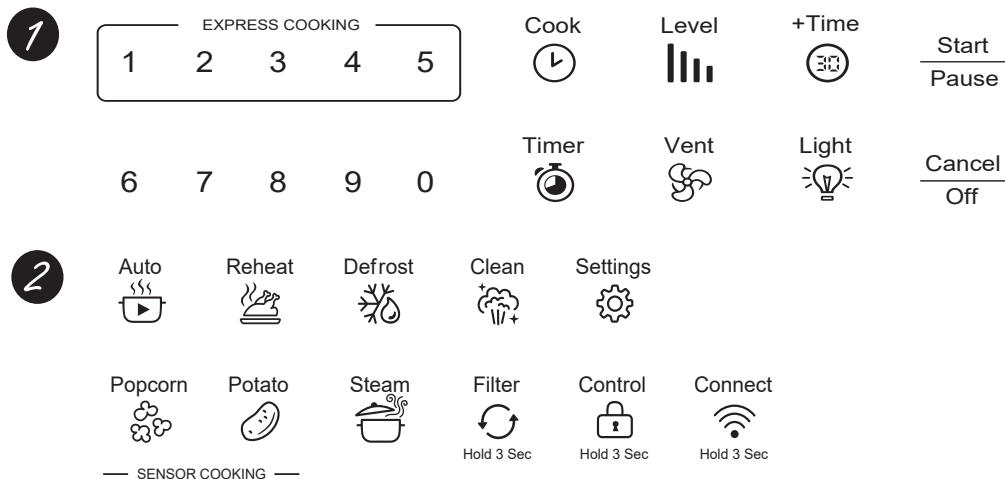 1
EXPRESS COOKING
1 2 3 4 5
Cook Level +Time
30
Start
Pause
6 7 8 9 0
Timer Vent Light
Cancel
Off
2
Auto Reheat Defrost Clean Settings
Popcorn Potato Steam Filter Control Connect
Hold 3 Sec Hold 3 Sec Hold 3 Sec
SENSOR COOKING